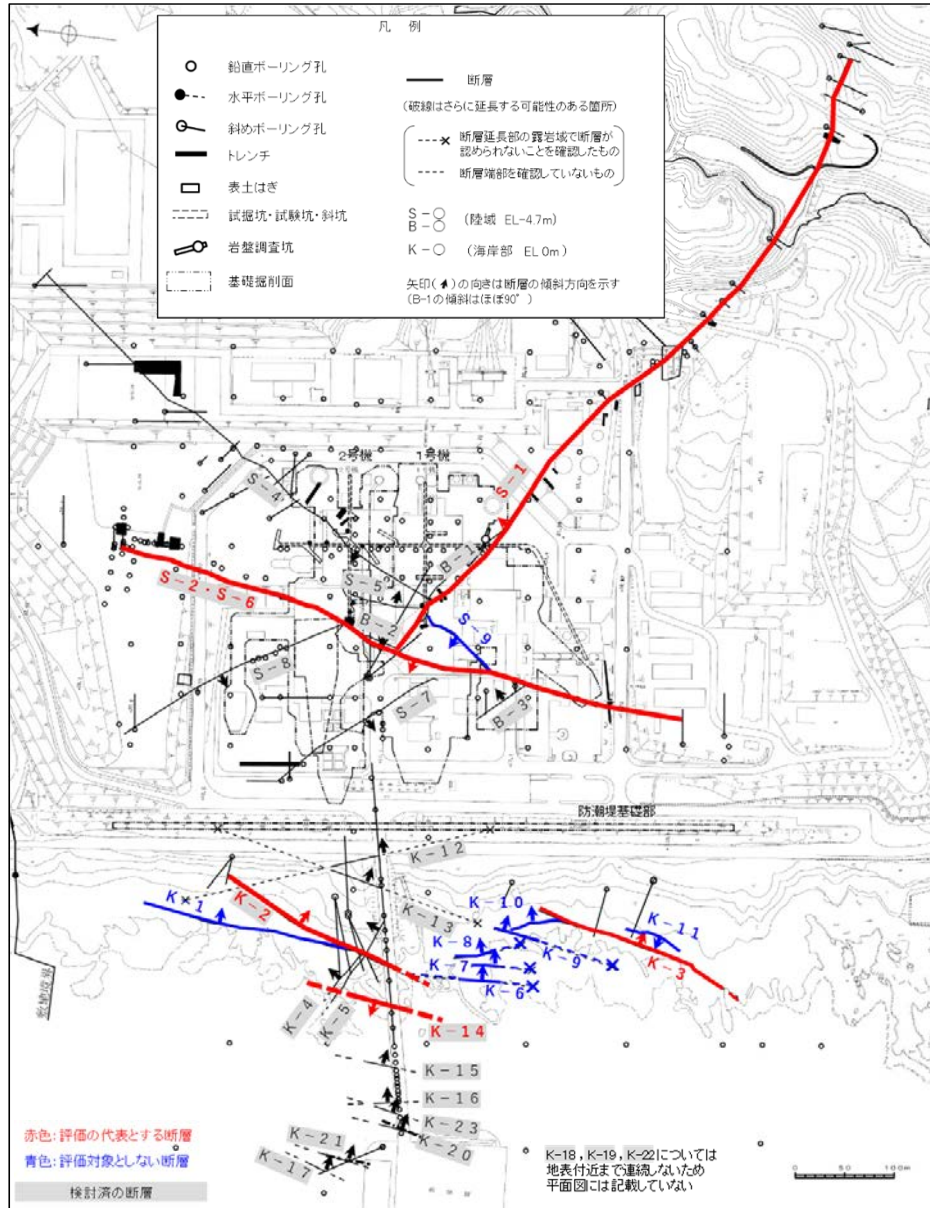 凡 例
鉛直ボーリング孔
水平ボーリング孔
斜めボーリング孔
トレンチ
表土はぎ
試掘坑・試験坑・斜坑
岩盤調査坑
基礎掘削面
断層
(破線はさらに延長する可能性のある箇所)
断層延長部の露岩域で断層が
認められないことを確認したもの
断層端部を確認していないもの
S-○
B-○
(陸域 EL-4.7m)
K-○
(海岸部 EL 0m)
矢印( )の向きは断層の傾斜方向を示す
(B-1の傾斜はほぼ90°)
2号機
1号機
S-4
S-1
B-1
S-5
S-2・S-6
B-2
S-9
S-8
S-7
B-3
防潮堤基礎部
K-12
K-1
K-2
K-13
K-10
K-11
K-8
K-9
K-7
K-6
K-3
K-4
K-5
K-14
K-15
K-16
K-23
K-20
K-21
K-17
敷地境界
赤色:評価の代表とする断層
青色:評価対象としない断層
検討済の断層
K-18,K-19,K-22については
地表付近まで連続しないため
平面図には記載していない
0
100m